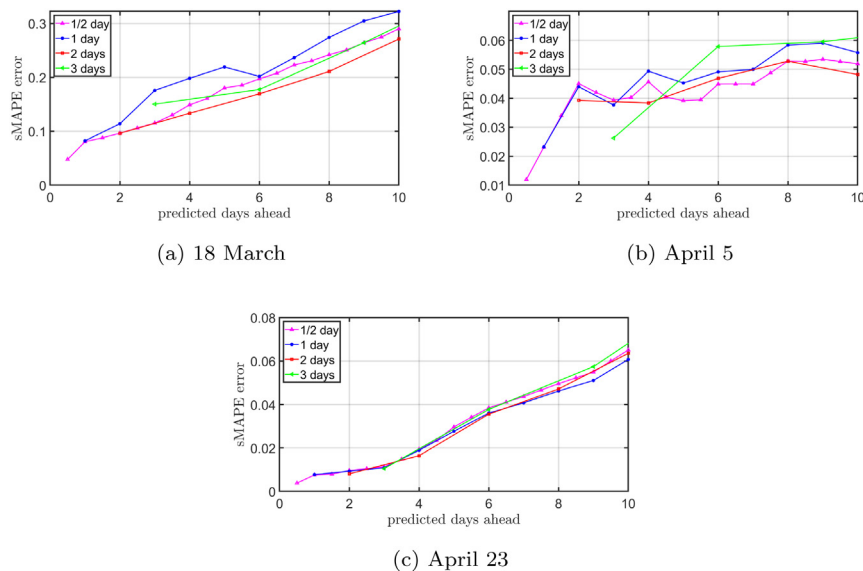 0.3
0.2
0.1
0
sMAPE error
1/2 day
1 day
2 days
3 days
0 2 4 6 8 10
predicted days ahead
(a) 18 March
0.06
0.05
0.04
0.03
0.02
0.01
sMAPE error
1/2 day
1 day
2 days
3 days
0 2 4 6 8 10
predicted days ahead
(b) April 5
0.08
0.06
0.04
0.02
0
sMAPE error
1/2 day
1 day
2 days
3 days
0 2 4 6 8 10
predicted days ahead
(c) April 23